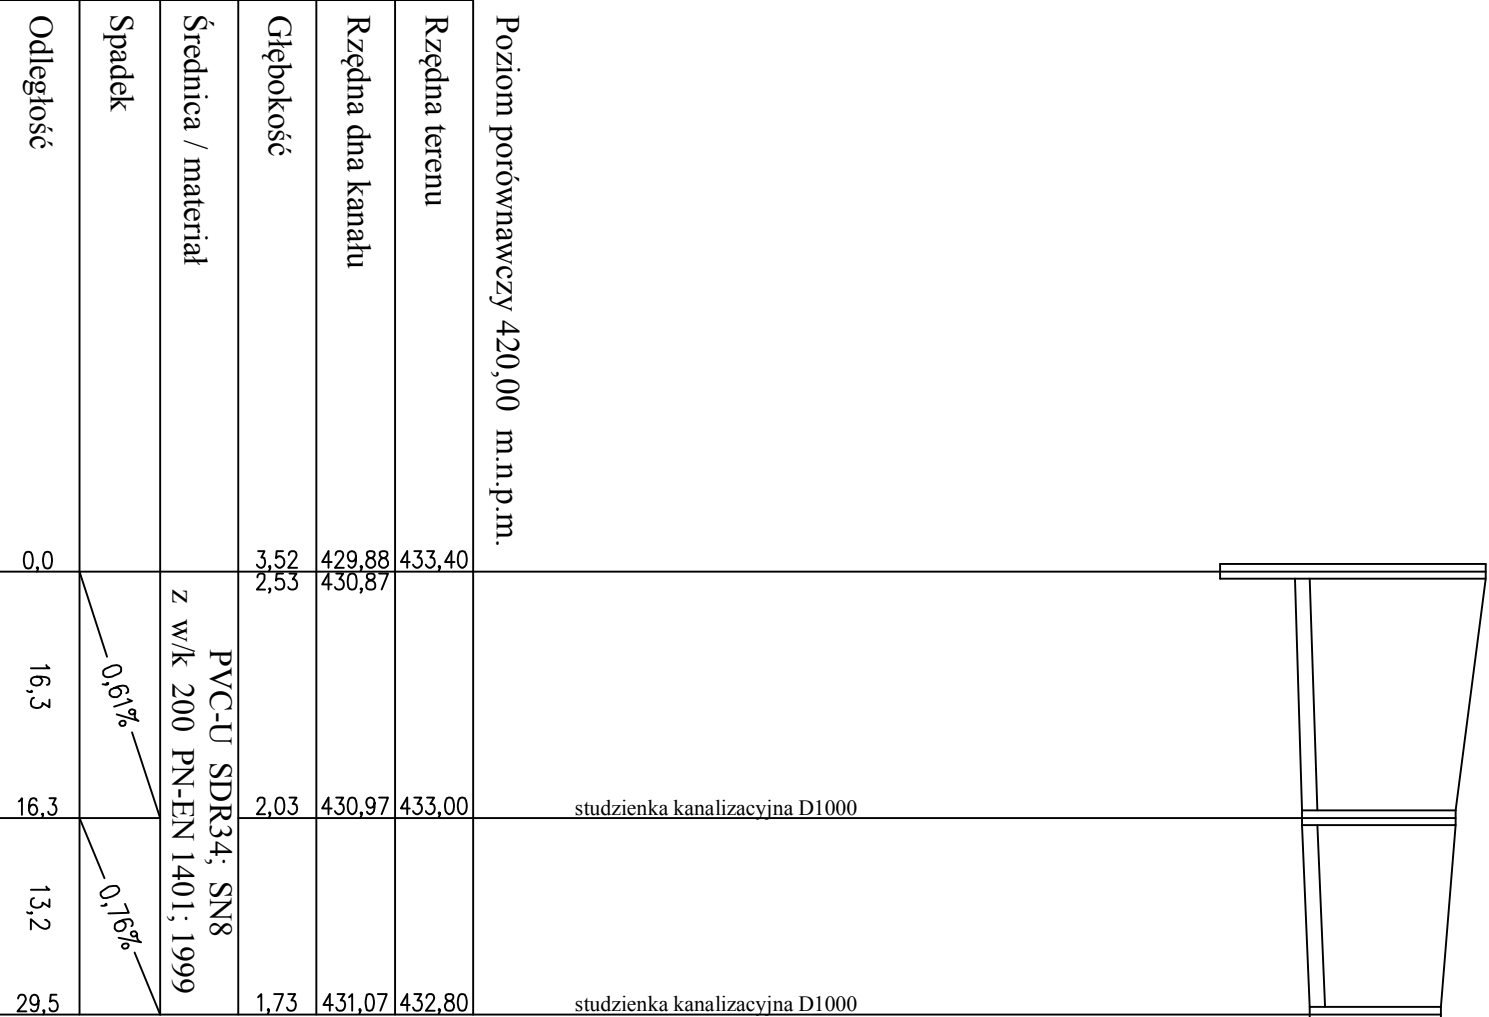 Poziom porównawczy 420,00 m.n.p.m.
Rzędna terenu
433,40
433,00
432,80
Rzędna dna kanału
429,88
430,87
430,97
431,07
Głębokość
3,52
2,53
2,03
1,73
Średnica / materiał
PVC-U SDR34; SN8
z w/k 200 PN-EN 1401; 1999
Spadek
0,61%
0,76%
Odległość
0,0
16,3
16,3
13,2
29,5
studzienka kanalizacyjna D1000
studzienka kanalizacyjna D1000